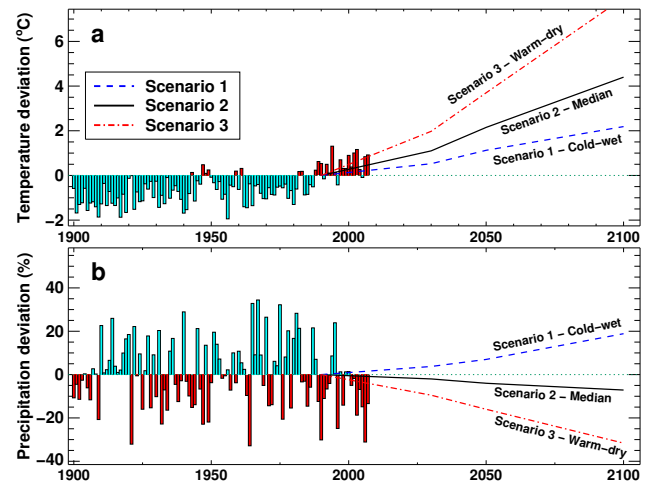 Temperature deviation (°C)
a
6
4
2
0
−2
Scenario 1
Scenario 2
Scenario 3
Scenario 3 − Warm−dry
Scenario 2 − Median
Scenario 1 − Cold−wet
1900
1950
2000
2050
2100
Precipitation deviation (%)
b
40
20
0
−20
−40
Scenario 1 − Cold−wet
Scenario 2 − Median
Scenario 3 − Warm−dry
1900
1950
2000
2050
2100